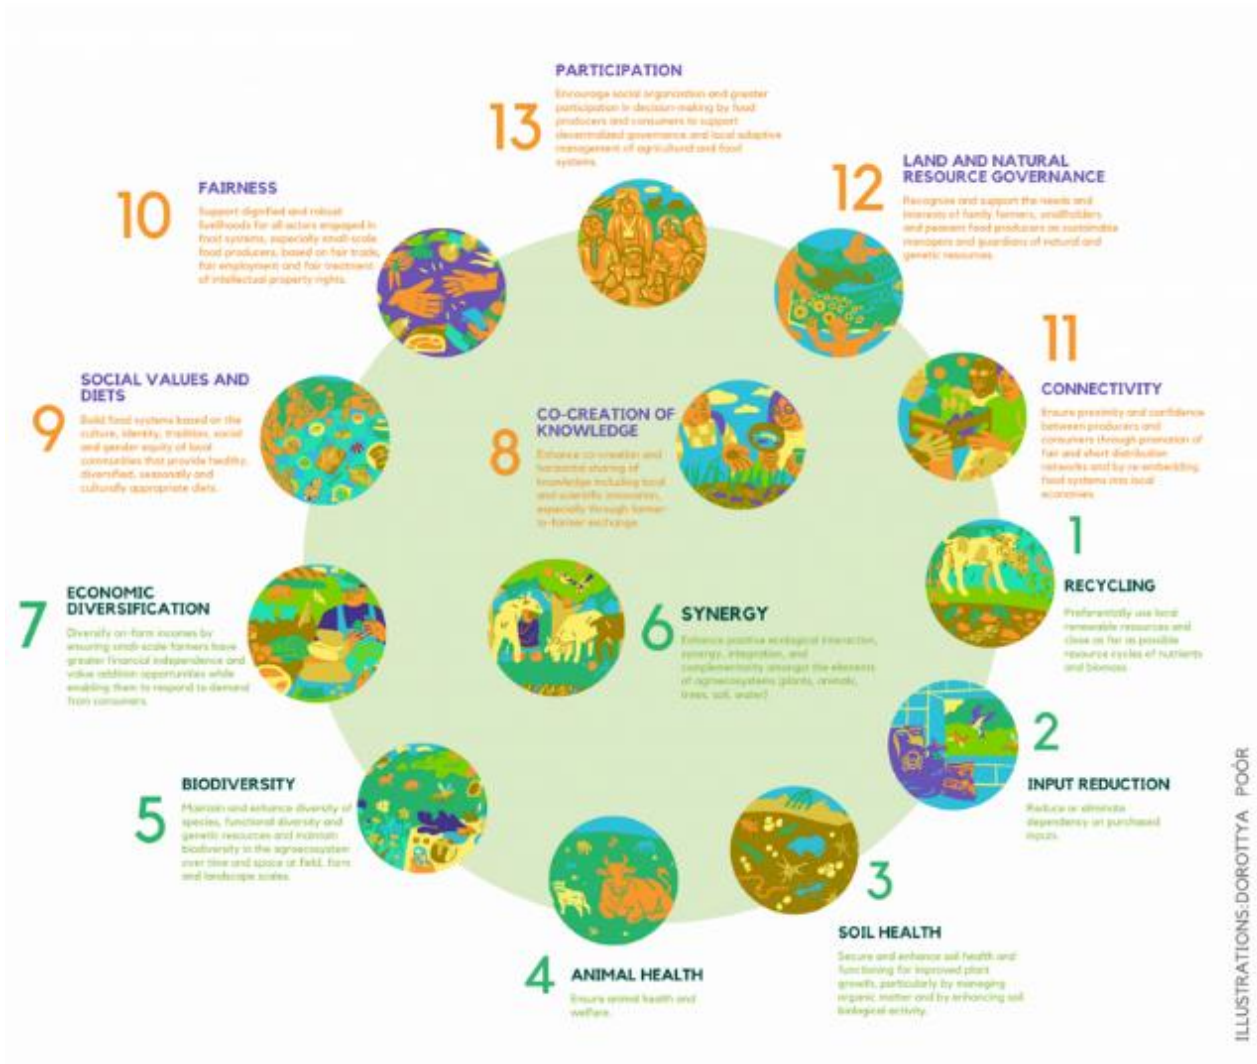 PARTICIPATION
13
Encourage social organization and greater
participation in decision-making by food
producers and consumers to support
decentralized governance and local adaptive
management of agricultural and food
systems.
12
LAND AND NATURAL
RESOURCE GOVERNANCE
Recognize and support the needs and
interests of family farmers, smallholders
and peasant food producers as sustainable
managers and guardians of natural and
genetic resources.
10
FAIRNESS
Support dignified and robust
livelihoods for all actors engaged in
food systems, especially small-scale
food producers, based on fair trade,
fair employment and fair treatment
of intellectual property rights.
11
CONNECTIVITY
Ensure proximity and confidence
between producers and
consumers through promotion of
fair and short distribution
networks and by re-embedding
food systems into local
economies.
9
SOCIAL VALUES AND
DIETS
Build food systems based on the
culture, identity, tradition, social
and gender equity of local
communities that provide healthy,
diversified, seasonally and
culturally appropriate diets.
8
CO-CREATION OF
KNOWLEDGE
Enhance co-creation and
horizontal sharing of
knowledge including local
and scientific innovation,
especially through farmer-
to-farmer exchange.
1
RECYCLING
Preferentially use local
renewable resources and
close as far as possible
resource cycles of nutrients
and biomass.
7
ECONOMIC
DIVERSIFICATION
Diversify on-farm incomes by
ensuring small-scale farmers have
greater financial independence and
value addition opportunities while
enabling them to respond to demand
from consumers.
6
SYNERGY
Enhance positive ecological interaction,
synergy, integration, and
complementarity amongst the elements
of agroecosystems (plants, animals,
trees, soil, water)
2
INPUT REDUCTION
Reduce or eliminate
dependency on purchased
inputs.
5
BIODIVERSITY
Maintain and enhance diversity of
species, functional diversity and
genetic resources and maintain
biodiversity in the agroecosystem
over time and space at field, farm
and landscape scales.
3
SOIL HEALTH
Secure and enhance soil health and
functioning for improved plant
growth, particularly by managing
organic matter and by enhancing soil
biological activity.
4
ANIMAL HEALTH
Ensure animal health and
welfare.
ILLUSTRATIONS:DOROTTYA POÓR